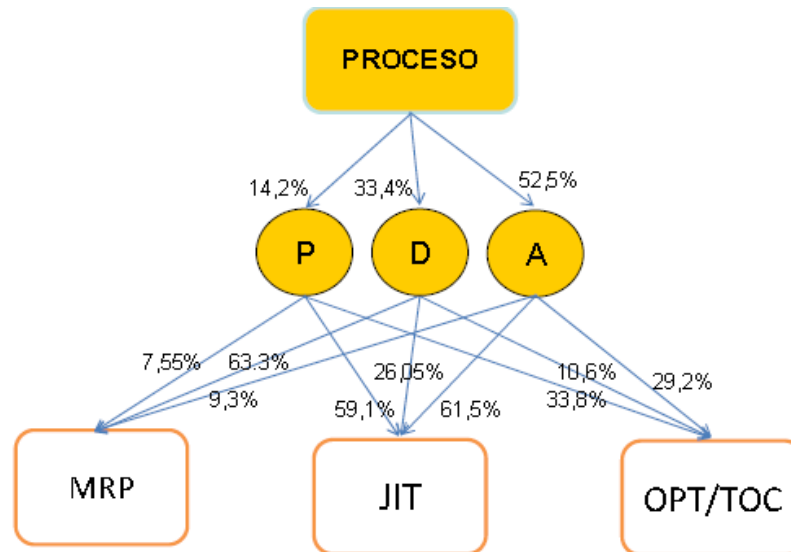 PROCESO
14,2%
33,4%
52,5%
P
D
A
7,55%
63.3%
26,05%
10,6%
29,2%
9,3%
59,1%
61,5%
33,8%
MRP
JIT
OPT/TOC